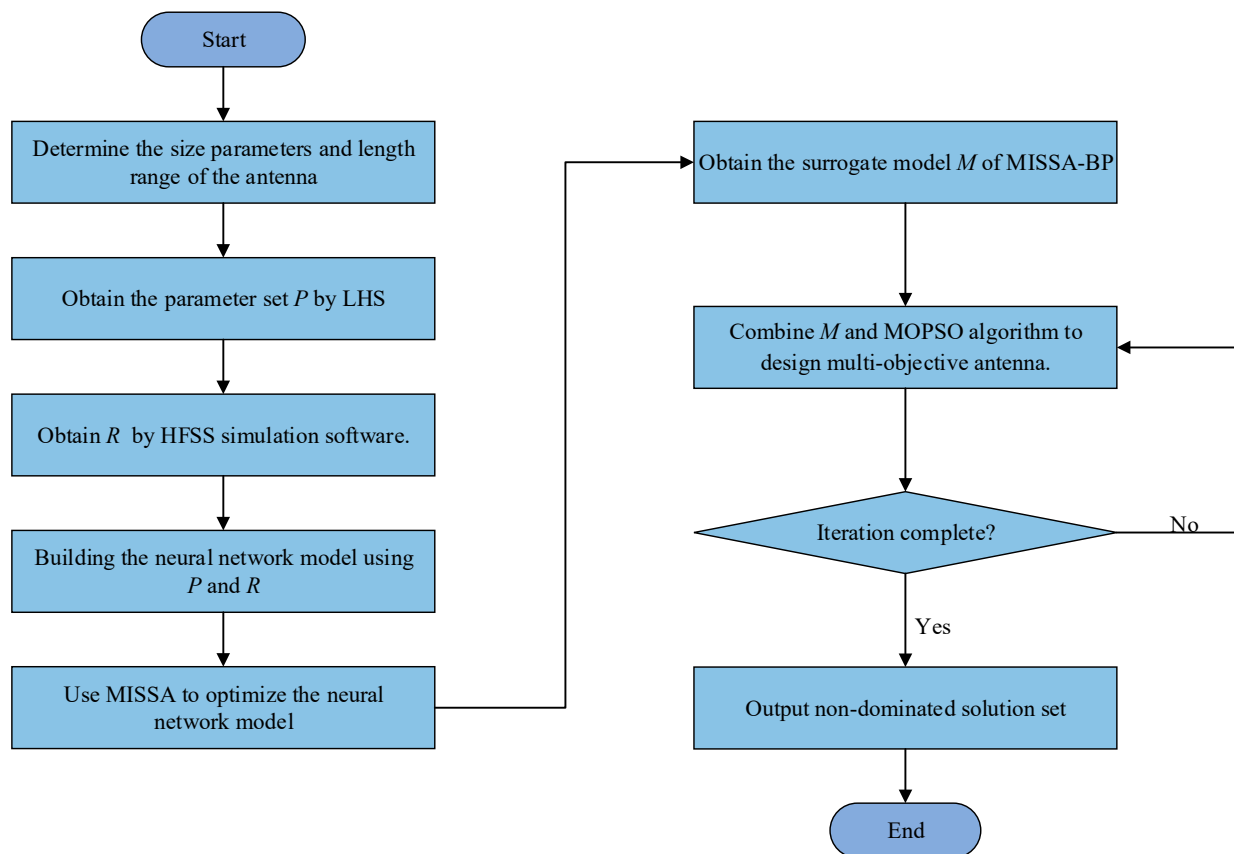 Start
Determine the size parameters and length
range of the antenna
Obtain the parameter set P by LHS
Obtain R by HFSS simulation software.
Building the neural network model using
P and R
Use MISSA to optimize the neural
network model
Obtain the surrogate model M of MISSA-BP
Combine M and MOPSO algorithm to
design multi-objective antenna.
Iteration complete?
No
Yes
Output non-dominated solution set
End